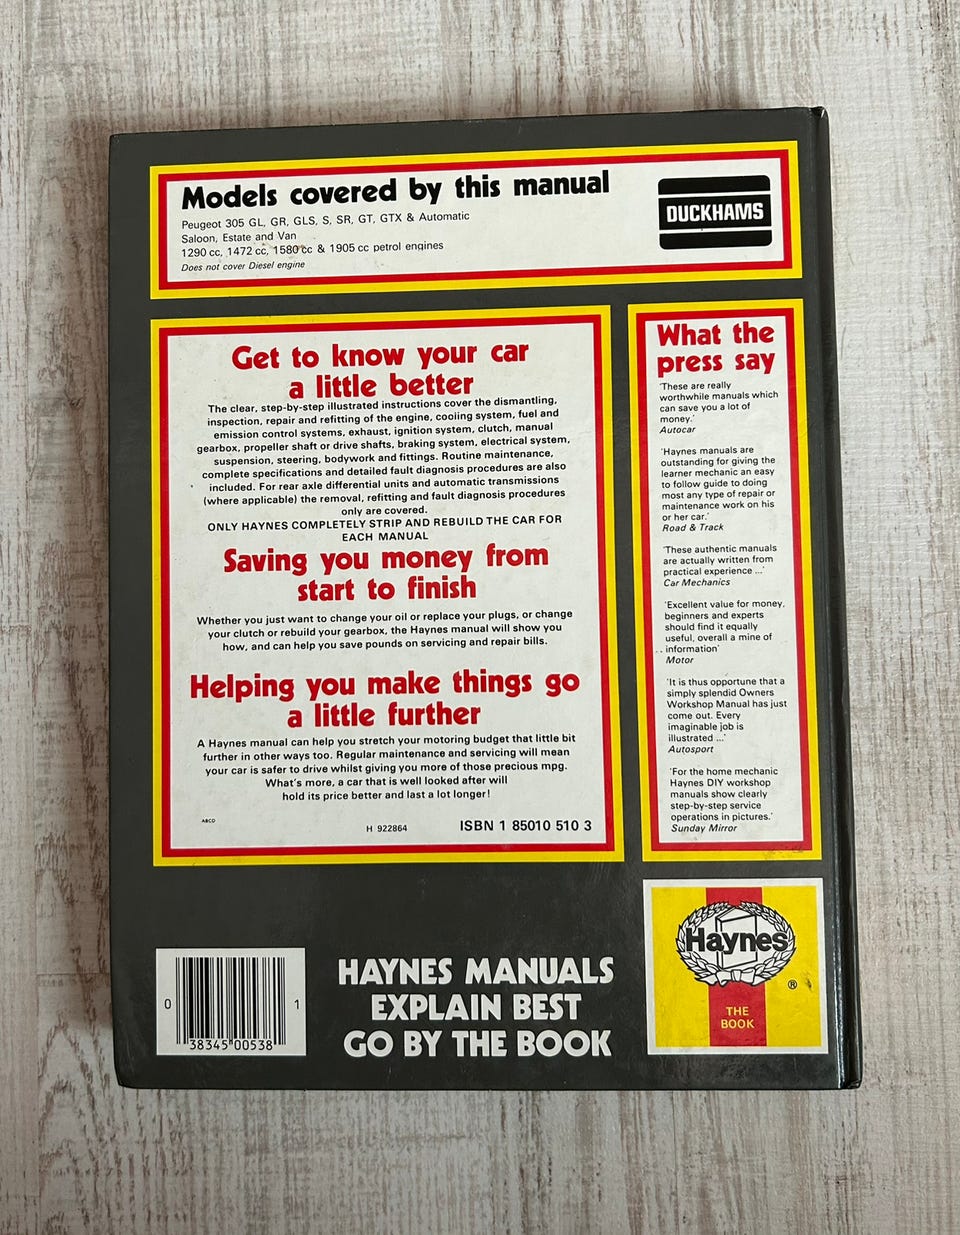 Models covered by this manual
Peugeot 305 GL, GR, GLS, S, SR, GT, GTX & Automatic
Saloon, Estate and Van
1290 cc, 1472 cc, 1580 cc & 1905 cc petrol engines
Does not cover Diesel engine
DUCKHAMS
Get to know your car
a little better
The clear, step-by-step illustrated instructions cover the dismantling,
inspection, repair and refitting of the engine, cooling system, fuel and
emission control systems, exhaust, ignition system, clutch, manual
gearbox, propeller shaft or drive shafts, braking system, electrical system,
suspension, steering, bodywork and fittings. Routine maintenance,
complete specifications and detailed fault diagnosis procedures are also
included. For rear axle differential units and automatic transmissions
(where applicable) the removal, refitting and fault diagnosis procedures
only are covered.
ONLY HAYNES COMPLETELY STRIP AND REBUILD THE CAR FOR
EACH MANUAL
Saving you money from
start to finish
Whether you just want to change your oil or replace your plugs, or change
your clutch or rebuild your gearbox, the Haynes manual will show you
how, and can help you save pounds on servicing and repair bills.
Helping you make things go
a little further
A Haynes manual can help you stretch your motoring budget that little bit
further in other ways too. Regular maintenance and servicing will mean
your car is safer to drive whilst giving you more of those precious mpg.
What's more, a car that is well looked after will
hold its price better and last a lot longer!
ABCD
H 922864
ISBN 1 85010 510 3
What the
press say
'These are really
worthwhile manuals which
can save you a lot of
money.'
Autocar
'Haynes manuals are
outstanding for giving the
learner mechanic an easy
to follow guide to doing
most any type of repair or
maintenance work on his
or her car.'
Road & Track
'These authentic manuals
are actually written from
practical experience ...'
Car Mechanics
'Excellent value for money,
beginners and experts
should find it equally
useful, overall a mine of
information'
Motor
'It is thus opportune that a
simply splendid Owners
Workshop Manual has just
come out. Every
imaginable job is
illustrated ...'
Autosport
'For the home mechanic
Haynes DIY workshop
manuals show clearly
step-by-step service
operations in pictures.'
Sunday Mirror
0 38345 00538 1
HAYNES MANUALS
EXPLAIN BEST
GO BY THE BOOK
Haynes
®
THE
BOOK